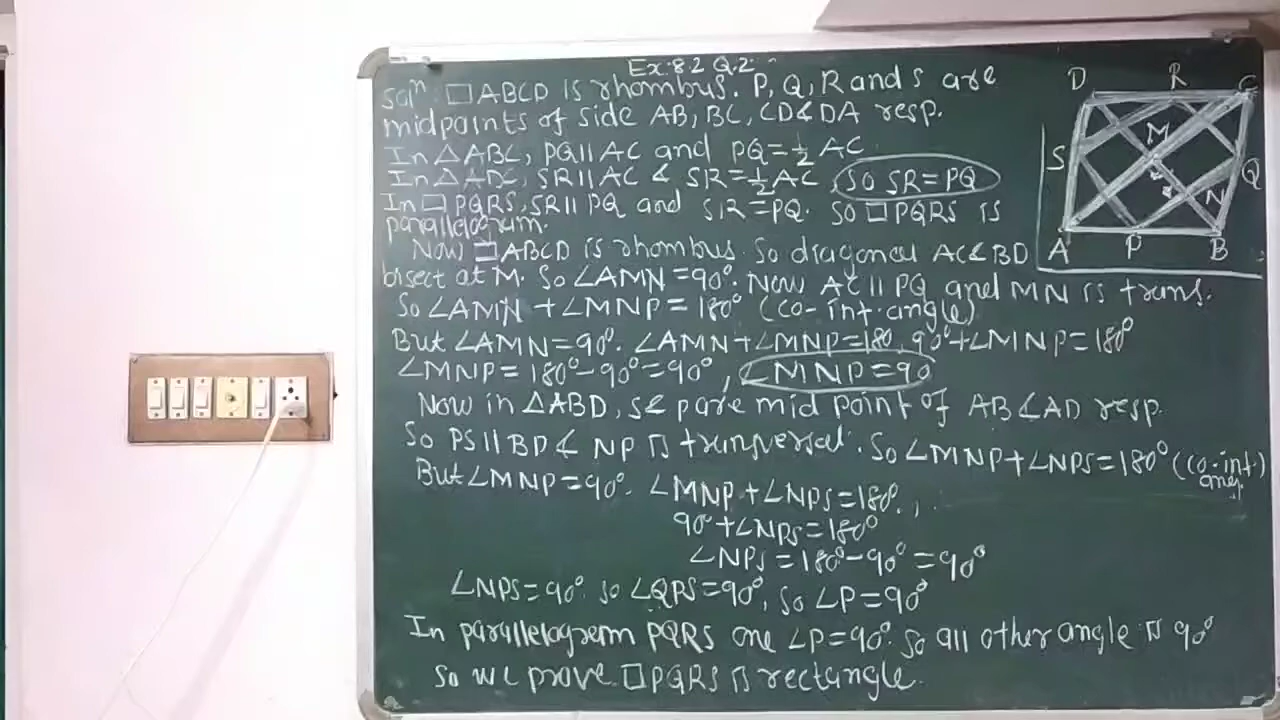 Ex:8.2 Q.2:
Solⁿ. □ABCD is rhombus. P, Q, R and S are
midpoints of side AB, BC, CD & DA resp.
In △ABC, PQ||AC and PQ=½ AC
In △ADC, SR||AC & SR=½AC, So SR=PQ
In □PQRS, SR||PQ and SR=PQ. So □PQRS is
parallelogram.
Now □ABCD is rhombus. So diagonal AC & BD
bisect at M. So ∠AMN=90°. Now AC||PQ and MN is trans.
So ∠AMN+∠MNP=180° (co-int.angle)
But ∠AMN=90°. ∠AMN+∠MNP=180, 90°+∠MNP=180°
∠MNP=180°-90°=90°, ∠MNP=90
Now in △ABD, S & P are mid point of AB & AD resp.
So PS||BD & NP is transversal. So ∠MNP+∠NPS=180° (co-int.)
But ∠MNP=90°. ∠MNP+∠NPS=180°.,
90°+∠NPS=180°
∠NPS=180°-90°=90°
∠NPS=90°. So ∠QPS=90°, So ∠P=90°
In parallelogrem PQRS one ∠P=90°. So all other angle is 90°
So we prove □PQRS is rectangle.
D R C
M
S Q
N
A P B